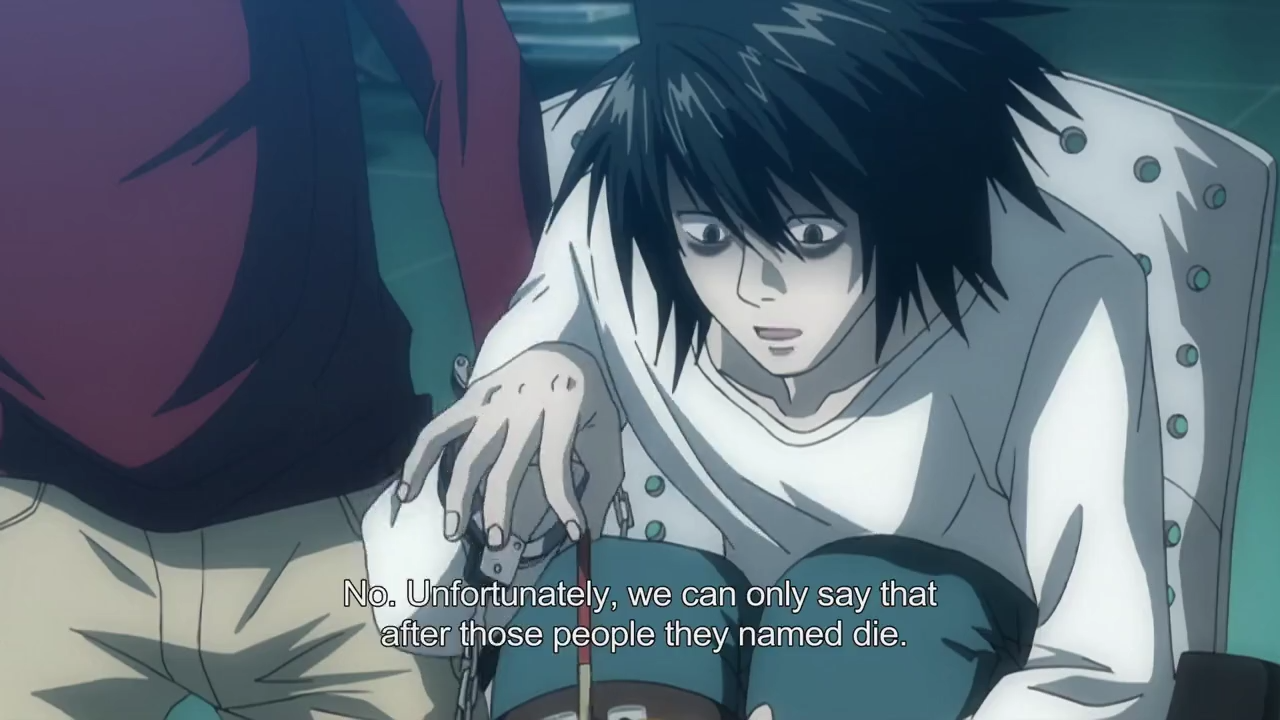 No. Unfortunately, we can only say that
after those people they named die.